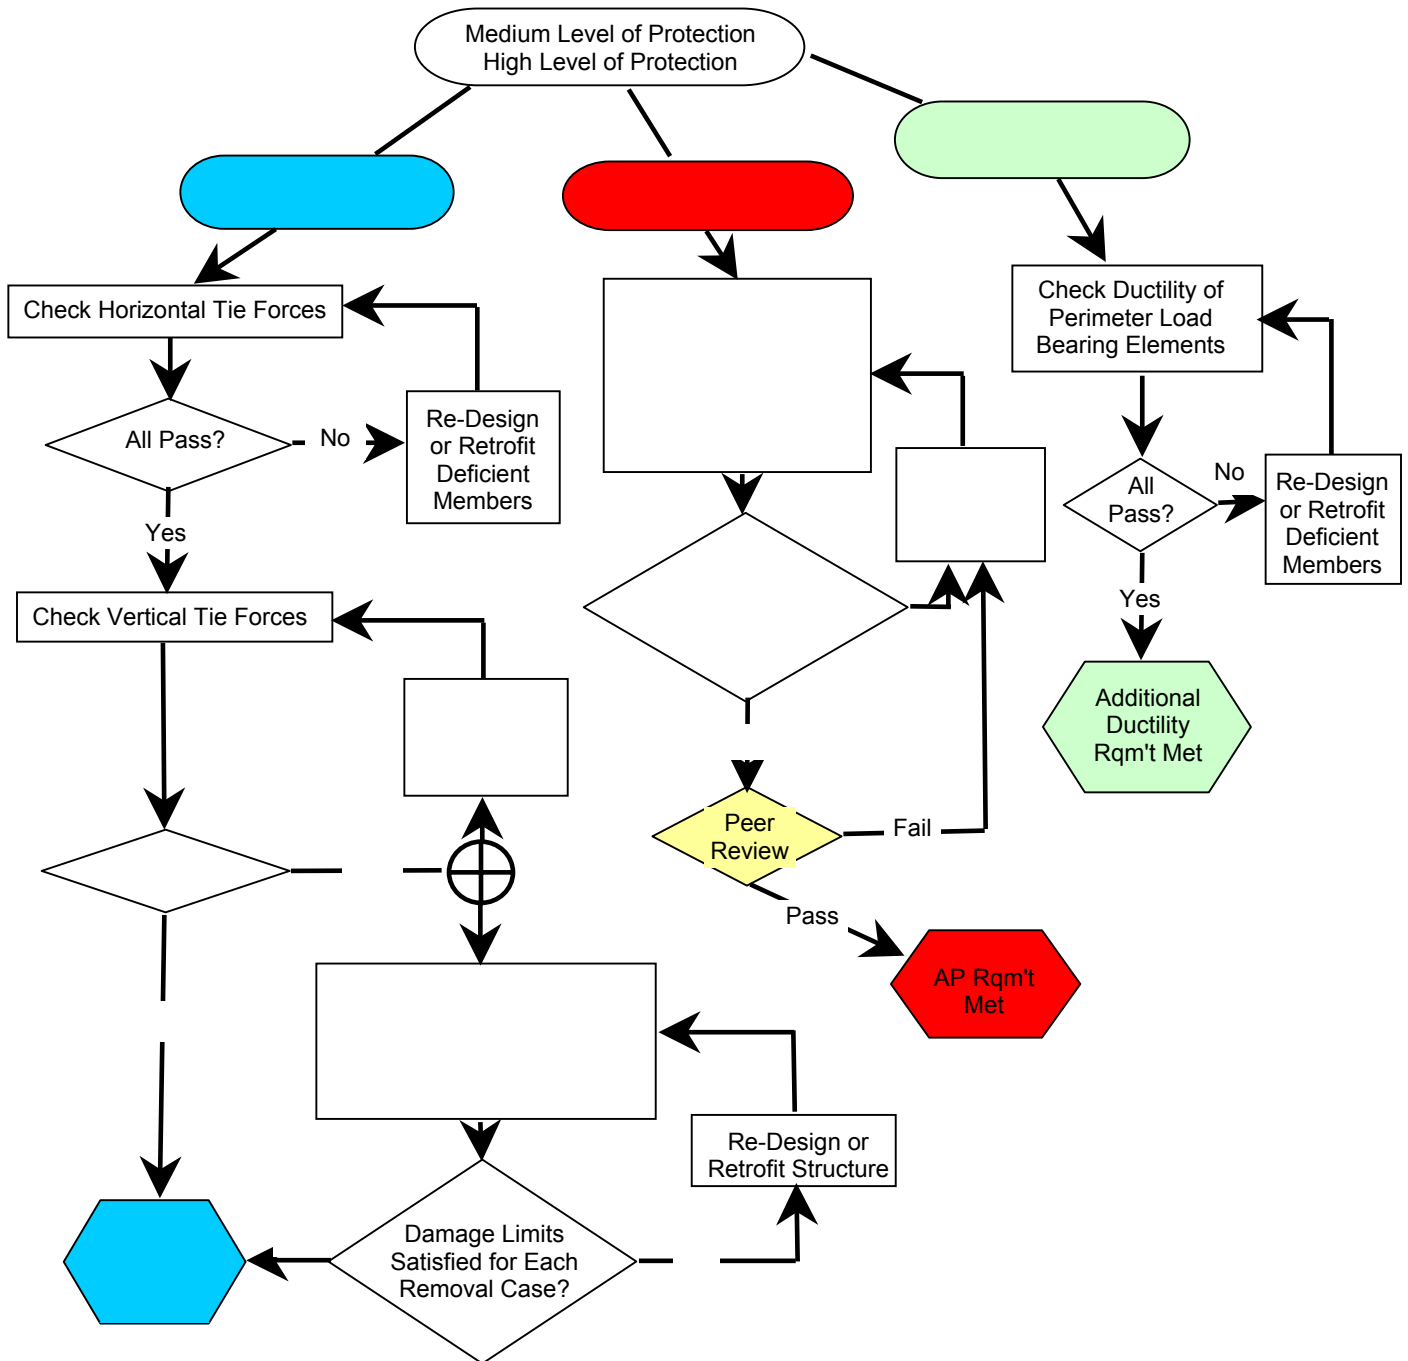 Medium Level of Protection
High Level of Protection
Check Horizontal Tie Forces
All Pass?
No
Re-Design
or Retrofit
Deficient
Members
Yes
Check Vertical Tie Forces
Damage Limits
Satisfied for Each
Removal Case?
Re-Design or
Retrofit Structure
Peer
Review
Fail
Pass
AP Rqm't
Met
Check Ductility of
Perimeter Load
Bearing Elements
All
Pass?
No
Re-Design
or Retrofit
Deficient
Members
Yes
Additional
Ductility
Rqm't Met